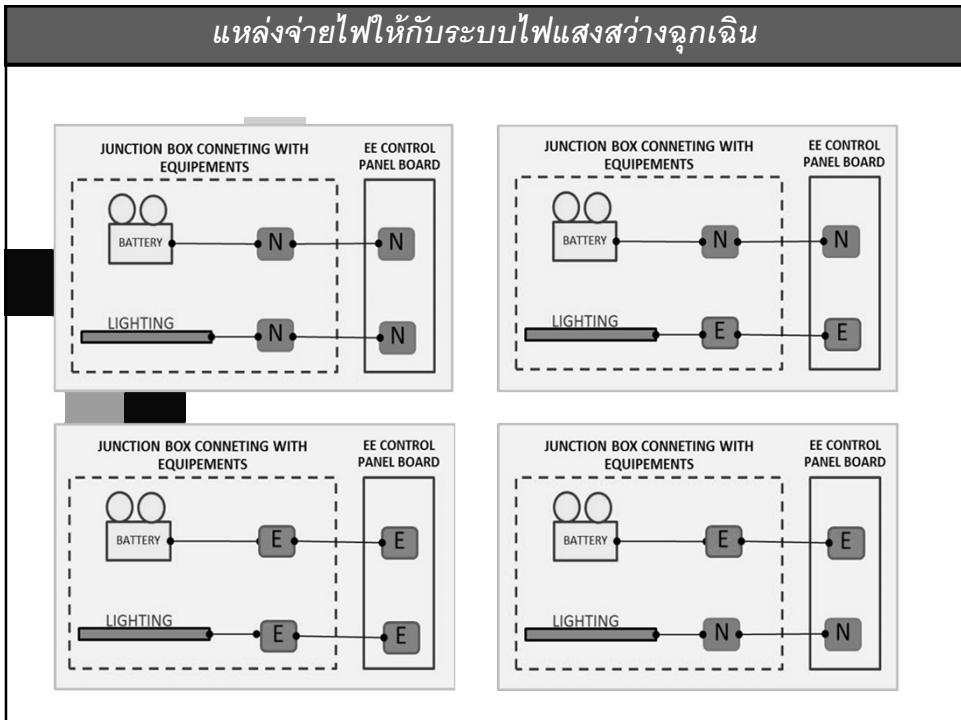 แหล่งจ่ายไฟให้กับระบบไฟแสงสว่างฉุกเฉิน
JUNCTION BOX CONNETING WITH
EQUIPEMENTS
EE CONTROL
PANEL BOARD
BATTERY
N
N
LIGHTING
N
N
JUNCTION BOX CONNETING WITH
EQUIPEMENTS
EE CONTROL
PANEL BOARD
BATTERY
N
N
LIGHTING
E
E
JUNCTION BOX CONNETING WITH
EQUIPEMENTS
EE CONTROL
PANEL BOARD
BATTERY
E
E
LIGHTING
E
E
JUNCTION BOX CONNETING WITH
EQUIPEMENTS
EE CONTROL
PANEL BOARD
BATTERY
E
E
LIGHTING
N
N